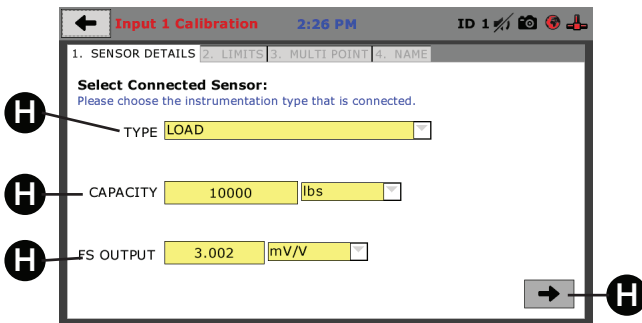 Input 1 Calibration 2:26 PM ID 1
1. SENSOR DETAILS 2. LIMITS 3. MULTI POINT 4. NAME
Select Connected Sensor:
Please choose the instrumentation type that is connected.
H
TYPE LOAD
H CAPACITY 10000 lbs
H FS OUTPUT 3.002 mV/V
H